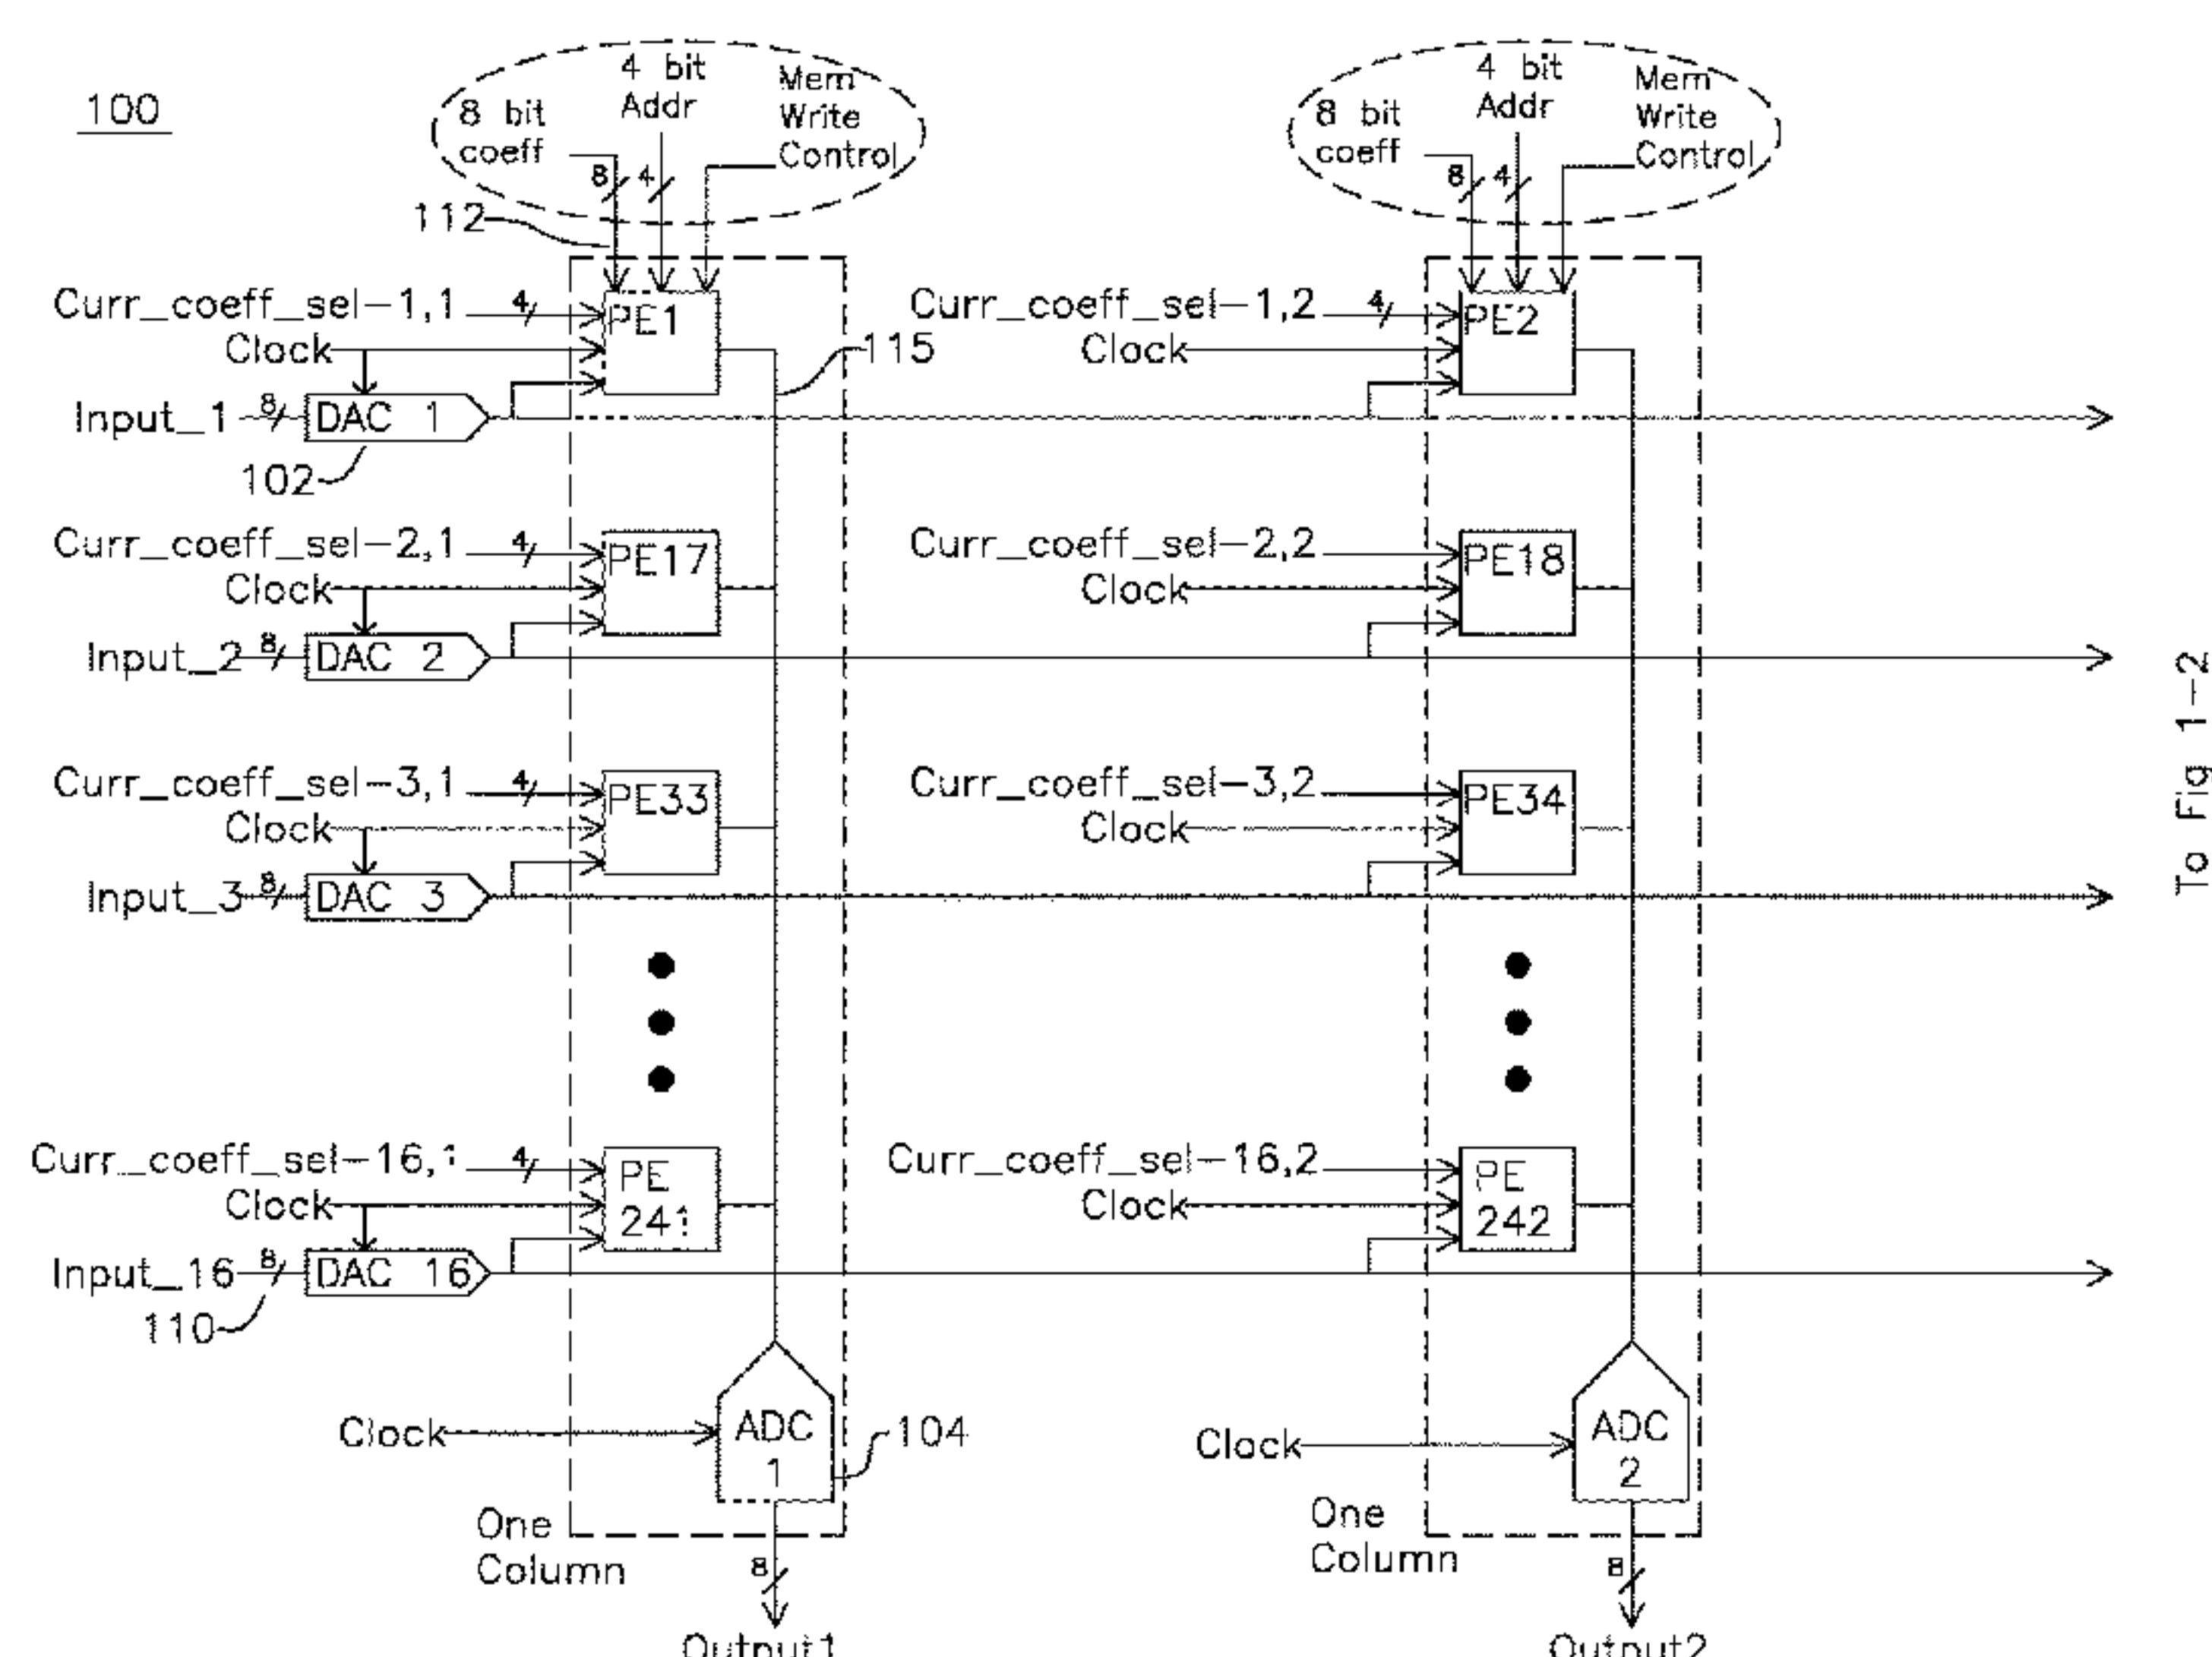 100
8 bit
coeff
4 bit
Addr
Mem
Write
Control
8
4
8 bit
coeff
4 bit
Addr
Mem
Write
Control
8
4
112
Curr_coeff_sel-1,1
4
PE1
Clock
115
Input_1
8
DAC 1
102
Curr_coeff_sel-1,2
4
PE2
Clock
Curr_coeff_sel-2,1
4
PE17
Clock
Input_2
8
DAC 2
Curr_coeff_sel-2,2
PE18
Clock
Curr_coeff_sel-3,1
4
PE33
Clock
Input_3
8
DAC 3
Curr_coeff_sel-3,2
PE34
Clock
To Fig 1-2
Curr_coeff_sel-16,1
4
PE
241
Clock
Input_16
8
DAC 16
110
Curr_coeff_sel-16,2
PE
242
Clock
Clock
ADC
1
104
Clock
ADC
2
One
Column
8
Output1
One
Column
8
Output2